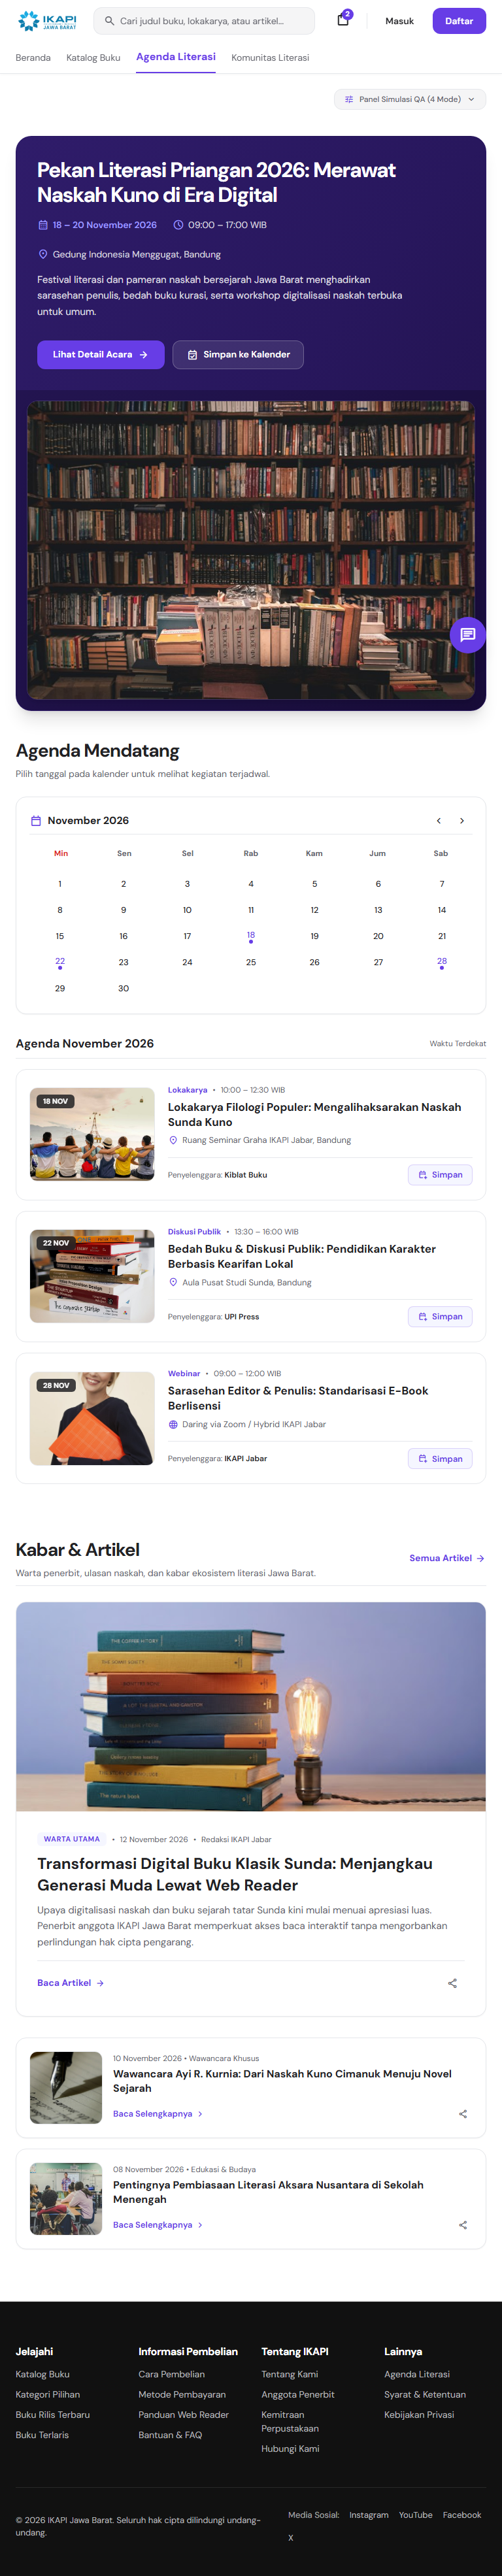 IKAPI
JAWA BARAT
Cari judul buku, lokakarya, atau artikel...
2
Masuk
Daftar
Beranda
Katalog Buku
Agenda Literasi
Komunitas Literasi
Panel Simulasi QA (4 Mode)
Pekan Literasi Priangan 2026: Merawat
Naskah Kuno di Era Digital
18 – 20 November 2026
09:00 – 17:00 WIB
Gedung Indonesia Menggugat, Bandung
Festival literasi dan pameran naskah bersejarah Jawa Barat menghadirkan
sarasehan penulis, bedah buku kurasi, serta workshop digitalisasi naskah terbuka
untuk umum.
Lihat Detail Acara
Simpan ke Kalender
Agenda Mendatang
Pilih tanggal pada kalender untuk melihat kegiatan terjadwal.
November 2026
Min Sen Sel Rab Kam Jum Sab
1 2 3 4 5 6 7
8 9 10 11 12 13 14
15 16 17 18 19 20 21
22 23 24 25 26 27 28
29 30
Agenda November 2026
Waktu Terdekat
18 NOV
Lokakarya • 10:00 – 12:30 WIB
Lokakarya Filologi Populer: Mengalihaksarakan Naskah
Sunda Kuno
Ruang Seminar Graha IKAPI Jabar, Bandung
Penyelenggara: Kiblat Buku
Simpan
22 NOV
Diskusi Publik • 13:30 – 16:00 WIB
Bedah Buku & Diskusi Publik: Pendidikan Karakter
Berbasis Kearifan Lokal
Aula Pusat Studi Sunda, Bandung
Penyelenggara: UPI Press
Simpan
28 NOV
Webinar • 09:00 – 12:00 WIB
Sarasehan Editor & Penulis: Standarisasi E-Book
Berlisensi
Daring via Zoom / Hybrid IKAPI Jabar
Penyelenggara: IKAPI Jabar
Simpan
Kabar & Artikel
Warta penerbit, ulasan naskah, dan kabar ekosistem literasi Jawa Barat.
Semua Artikel
WARTA UTAMA • 12 November 2026 • Redaksi IKAPI Jabar
Transformasi Digital Buku Klasik Sunda: Menjangkau
Generasi Muda Lewat Web Reader
Upaya digitalisasi naskah dan buku sejarah tatar Sunda kini mulai menuai apresiasi luas.
Penerbit anggota IKAPI Jawa Barat memperkuat akses baca interaktif tanpa mengorbankan
perlindungan hak cipta pengarang.
Baca Artikel
10 November 2026 • Wawancara Khusus
Wawancara Ayi R. Kurnia: Dari Naskah Kuno Cimanuk Menuju Novel
Sejarah
Baca Selengkapnya
08 November 2026 • Edukasi & Budaya
Pentingnya Pembiasaan Literasi Aksara Nusantara di Sekolah
Menengah
Baca Selengkapnya
Jelajahi
Katalog Buku
Kategori Pilihan
Buku Rilis Terbaru
Buku Terlaris
Informasi Pembelian
Cara Pembelian
Metode Pembayaran
Panduan Web Reader
Bantuan & FAQ
Tentang IKAPI
Tentang Kami
Anggota Penerbit
Kemitraan
Perpustakaan
Hubungi Kami
Lainnya
Agenda Literasi
Syarat & Ketentuan
Kebijakan Privasi
© 2026 IKAPI Jawa Barat. Seluruh hak cipta dilindungi undang-
undang.
Media Sosial: Instagram YouTube Facebook
X